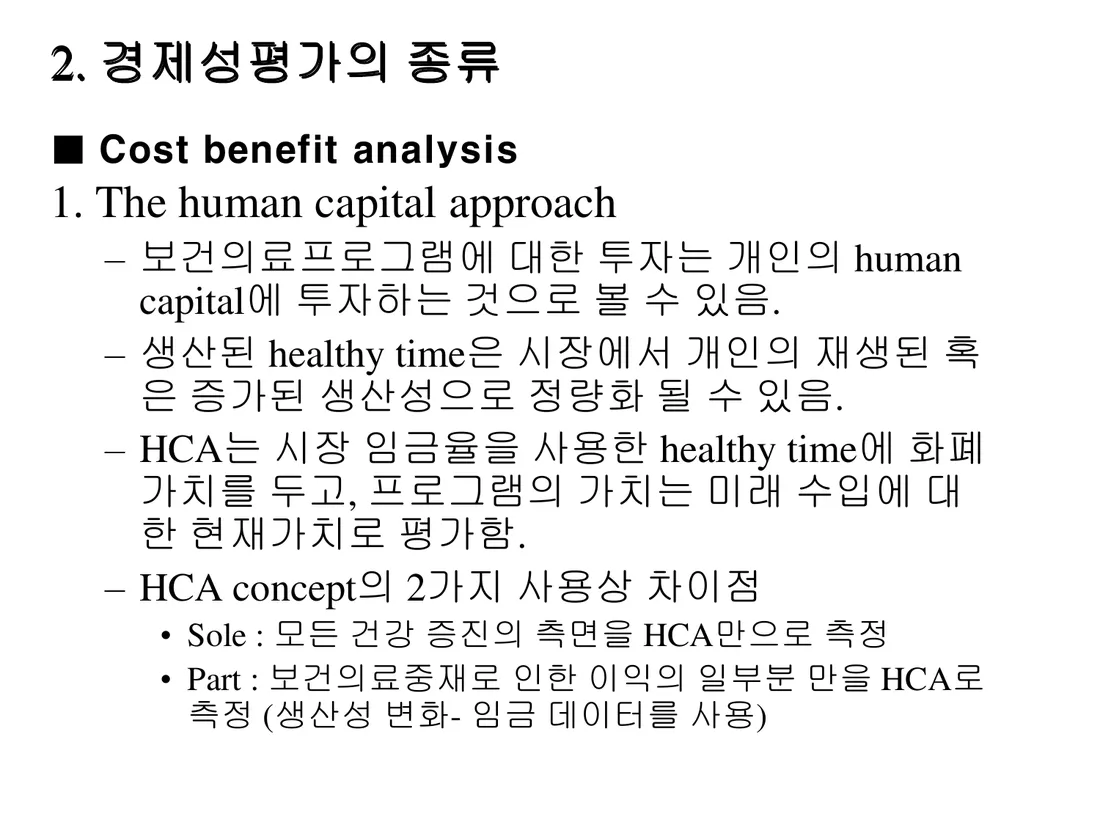 2. 경제성평가의 종류
■ Cost benefit analysis
1. The human capital approach
– 보건의료프로그램에 대한 투자는 개인의 human
capital에 투자하는 것으로 볼 수 있음.
– 생산된 healthy time은 시장에서 개인의 재생된 혹
은 증가된 생산성으로 정량화 될 수 있음.
– HCA는 시장 임금율을 사용한 healthy time에 화폐
가치를 두고, 프로그램의 가치는 미래 수입에 대
한 현재가치로 평가함.
– HCA concept의 2가지 사용상 차이점
• Sole : 모든 건강 증진의 측면을 HCA만으로 측정
• Part : 보건의료중재로 인한 이익의 일부분 만을 HCA로
측정 (생산성 변화- 임금 데이터를 사용)